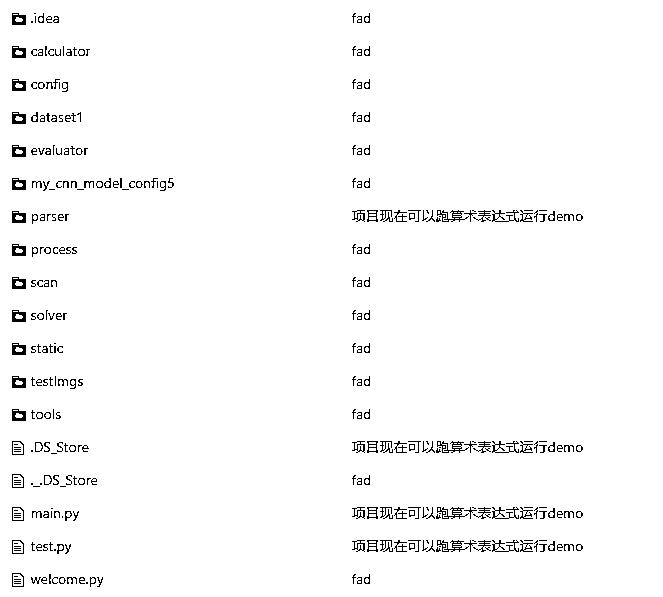 .idea fad
calculator fad
config fad
dataset1 fad
evaluator fad
my_cnn_model_config5 fad
parser 项目现在可以跑算术表达式运行demo
process fad
scan fad
solver fad
static fad
testImgs fad
tools fad
.DS_Store 项目现在可以跑算术表达式运行demo
._.DS_Store fad
main.py 项目现在可以跑算术表达式运行demo
test.py 项目现在可以跑算术表达式运行demo
welcome.py fad